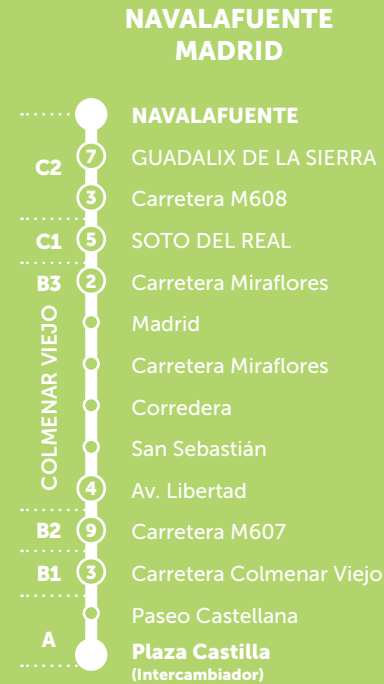 NAVALAFUENTE
MADRID
NAVALAFUENTE
C2
7 GUADALIX DE LA SIERRA
3 Carretera M608
C1 5 SOTO DEL REAL
B3 2 Carretera Miraflores
COLMENAR VIEJO
Madrid
Carretera Miraflores
Corredera
San Sebastián
4 Av. Libertad
B2 9 Carretera M607
B1 3 Carretera Colmenar Viejo
Paseo Castellana
A
Plaza Castilla
(Intercambiador)